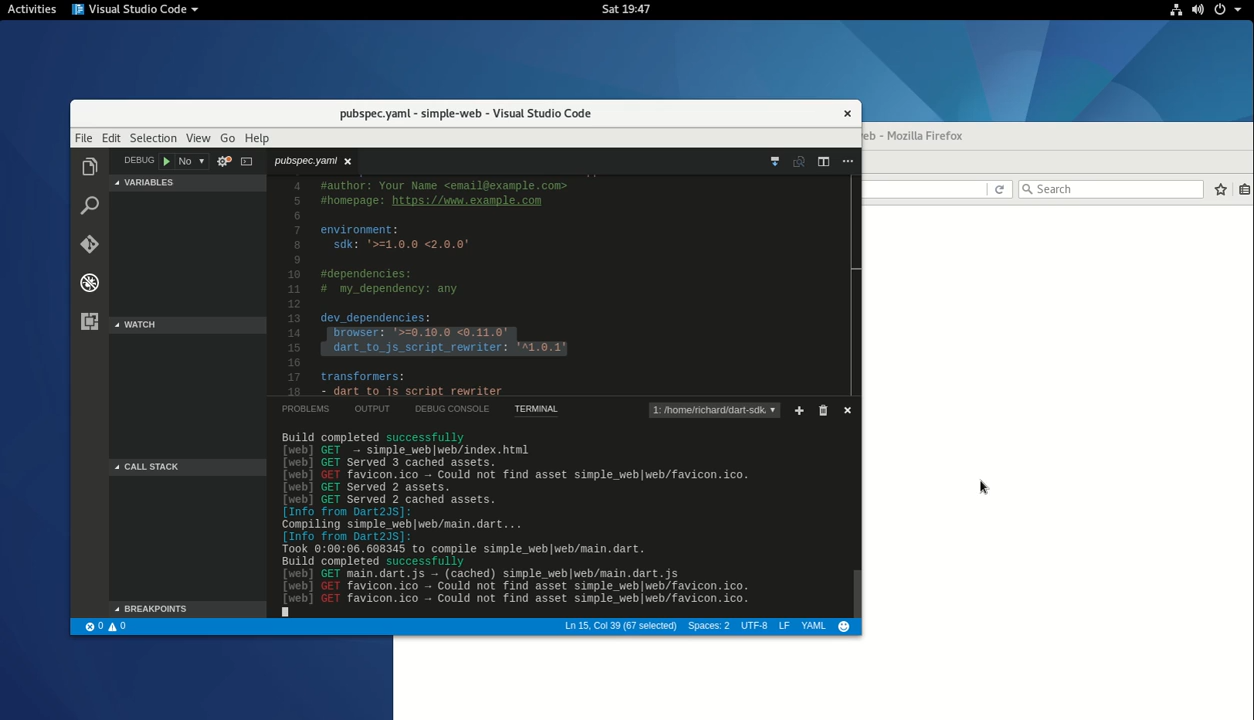 Activities Visual Studio Code Sat 19:47
pubspec.yaml - simple-web - Visual Studio Code
eb - Mozilla Firefox
File Edit Selection View Go Help
DEBUG No pubspec.yaml
Search
VARIABLES
WATCH
CALL STACK
BREAKPOINTS
4 #author: Your Name <email@example.com>
5 #homepage: https://www.example.com
6
7 environment:
8 sdk: '>=1.0.0 <2.0.0'
9
10 #dependencies:
11 # my_dependency: any
12
13 dev_dependencies:
14 browser: '>=0.10.0 <0.11.0'
15 dart_to_js_script_rewriter: '^1.0.1'
16
17 transformers:
18 - dart_to_js_script_rewriter
PROBLEMS OUTPUT DEBUG CONSOLE TERMINAL 1: /home/richard/dart-sdk
Build completed successfully
[web] GET → simple_web|web/index.html
[web] GET Served 3 cached assets.
[web] GET favicon.ico → Could not find asset simple_web|web/favicon.ico.
[web] GET Served 2 assets.
[web] GET Served 2 cached assets.
[Info from Dart2JS]:
Compiling simple_web|web/main.dart...
[Info from Dart2JS]:
Took 0:00:06.608345 to compile simple_web|web/main.dart.
Build completed successfully
[web] GET main.dart.js → (cached) simple_web|web/main.dart.js
[web] GET favicon.ico → Could not find asset simple_web|web/favicon.ico.
[web] GET favicon.ico → Could not find asset simple_web|web/favicon.ico.
0 0 Ln 15, Col 39 (67 selected) Spaces: 2 UTF-8 LF YAML